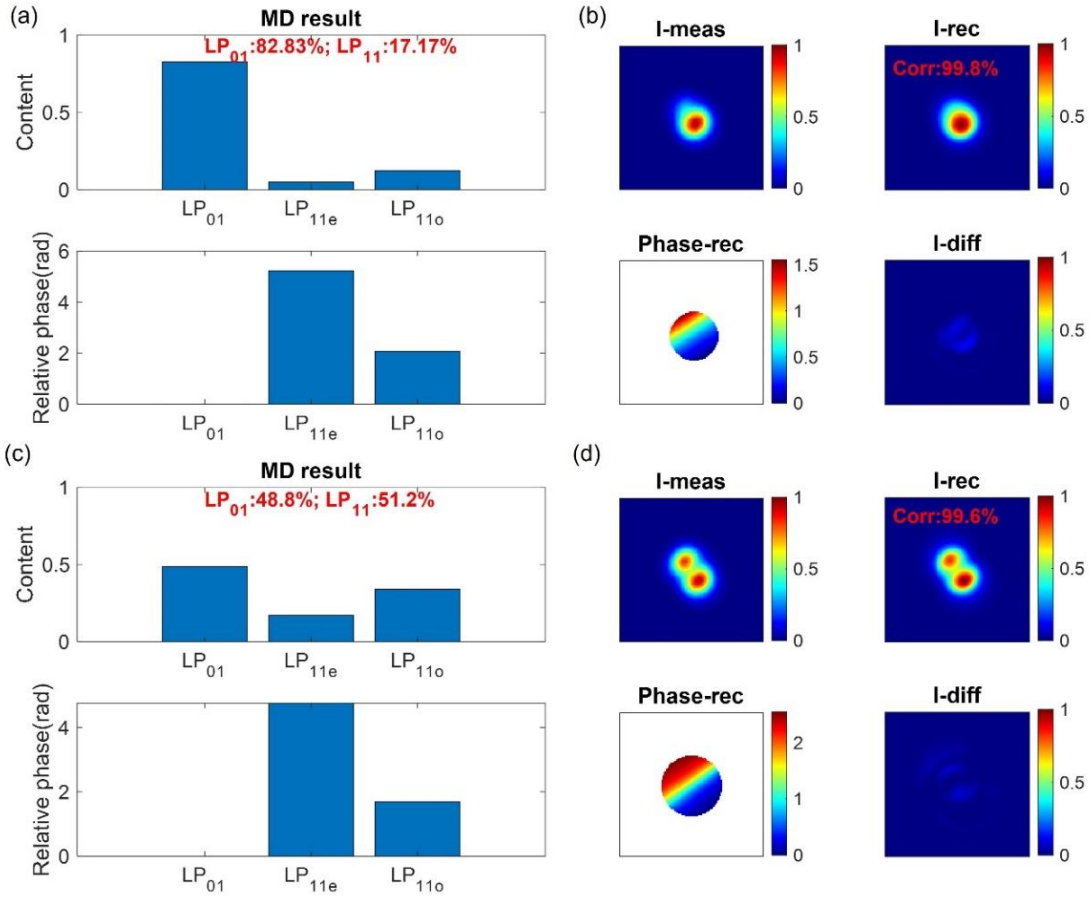 (a)
MD result
LP01:82.83%; LP11:17.17%
Content
1
0.5
0
LP01 LP11e LP11o
Relative phase(rad)
6
4
2
0
LP01 LP11e LP11o
(b)
I-meas
1
0.5
0
I-rec
Corr:99.8%
1
0.5
0
Phase-rec
1.5
1
0.5
0
I-diff
1
0.5
0
(c)
MD result
LP01:48.8%; LP11:51.2%
Content
1
0.5
0
LP01 LP11e LP11o
Relative phase(rad)
4
2
0
LP01 LP11e LP11o
(d)
I-meas
1
0.5
0
I-rec
Corr:99.6%
1
0.5
0
Phase-rec
2
1
0
I-diff
1
0.5
0